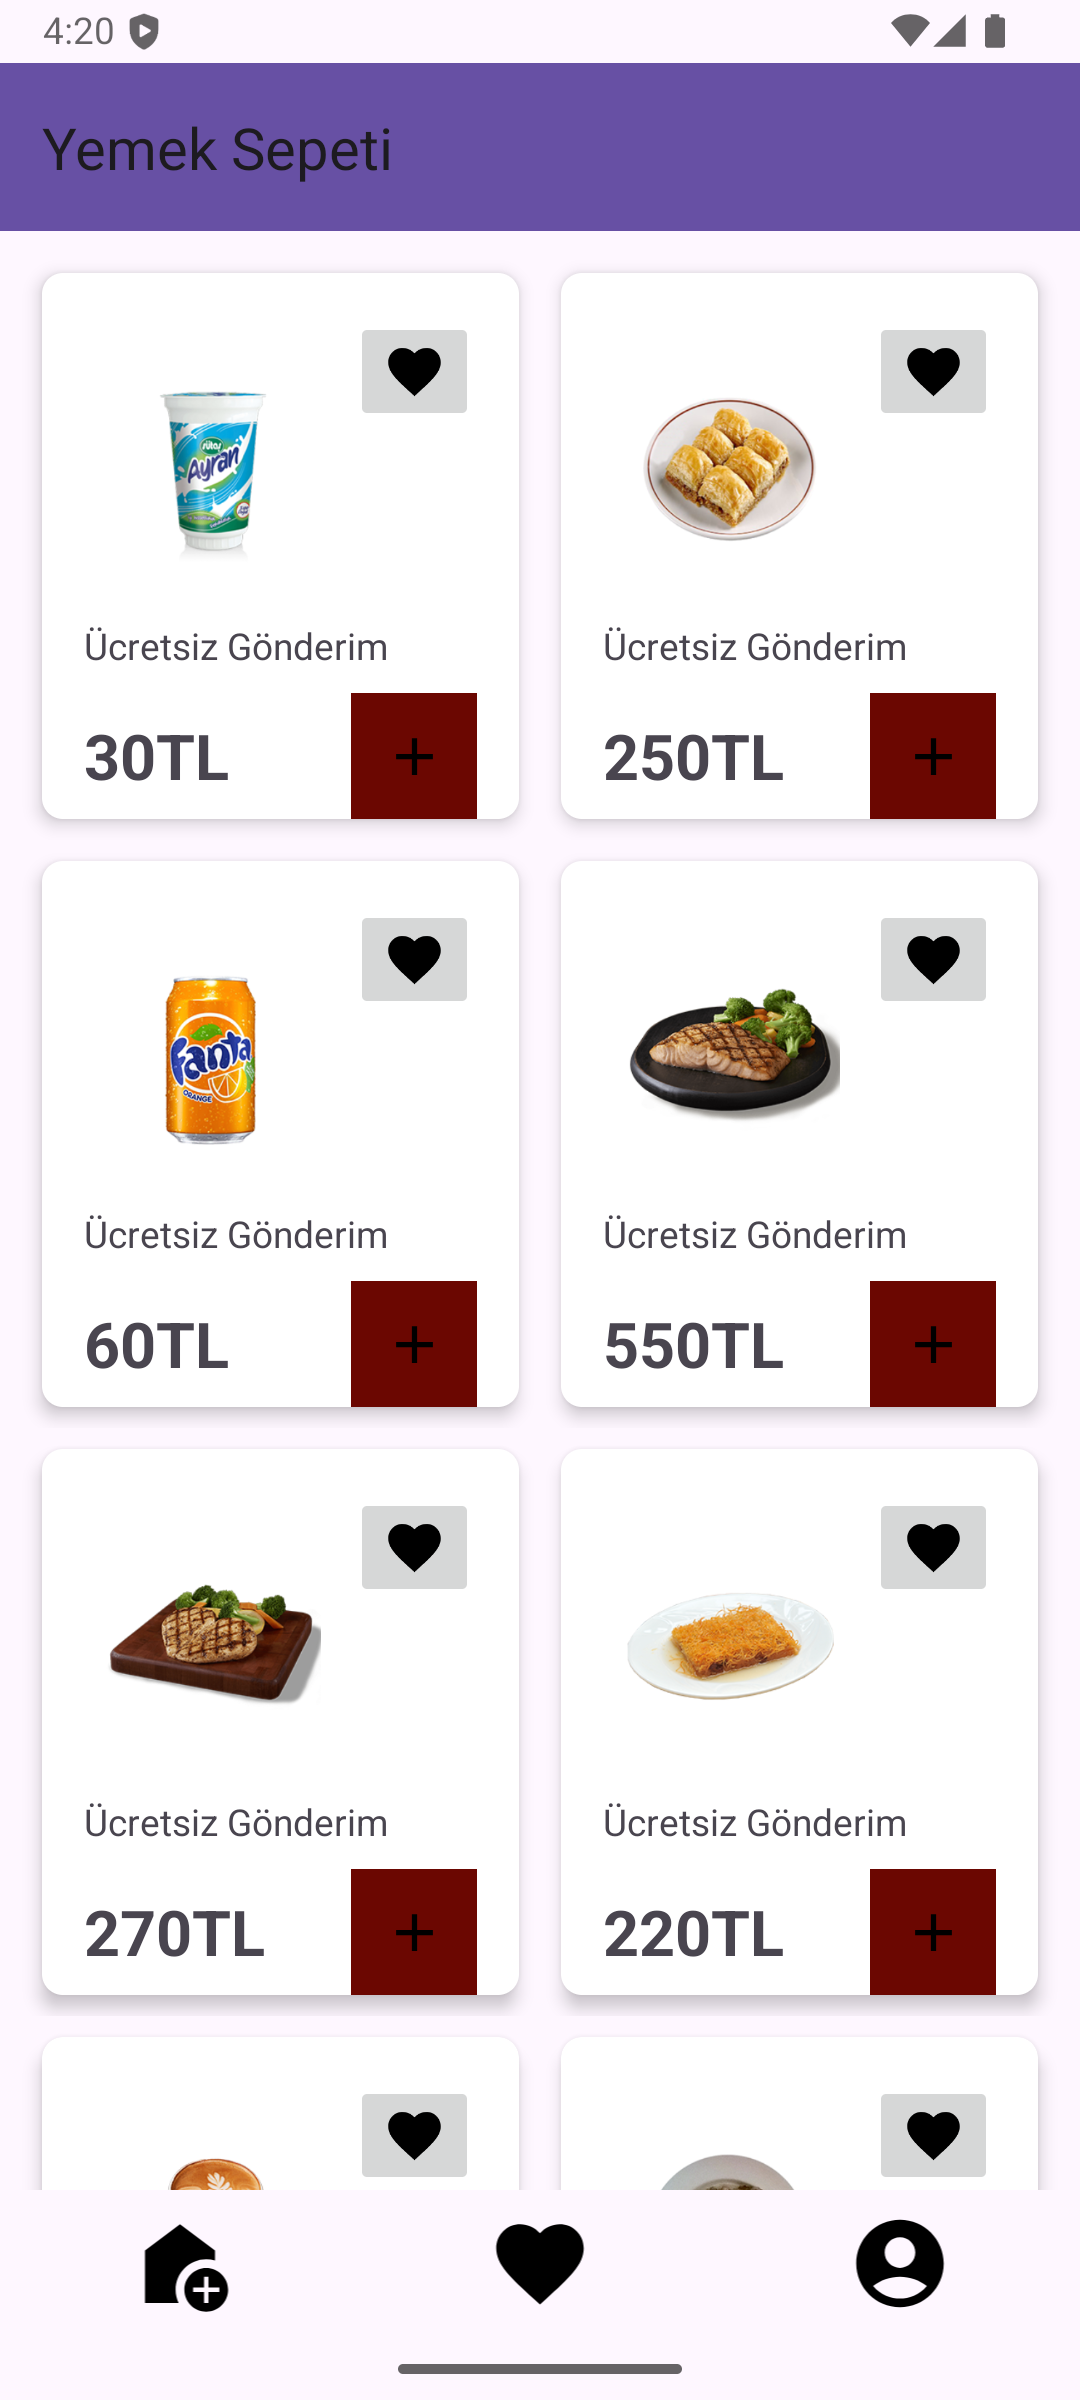 4:20
Yemek Sepeti
sütaş
Ayran
Ücretsiz Gönderim
Ücretsiz Gönderim
30TL
250TL
Fanta
ORANGE
Ücretsiz Gönderim
Ücretsiz Gönderim
60TL
550TL
Ücretsiz Gönderim
Ücretsiz Gönderim
270TL
220TL